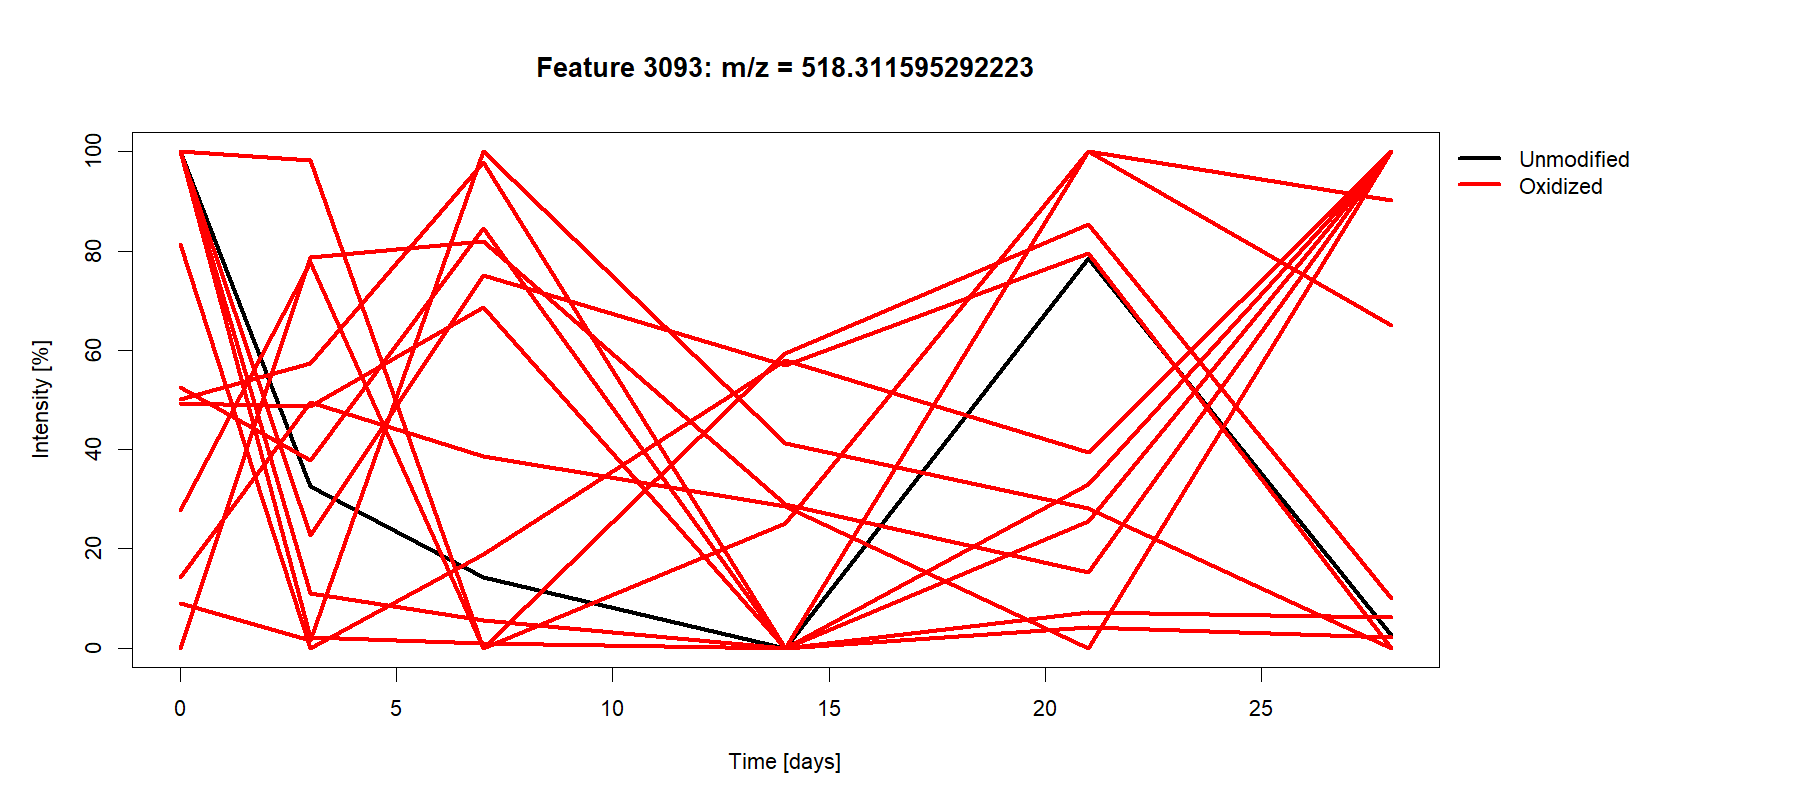 Feature 3093: m/z = 518.311595292223
Unmodified
Oxidized
Intensity [%]
100
80
60
40
20
0
0 5 10 15 20 25
Time [days]